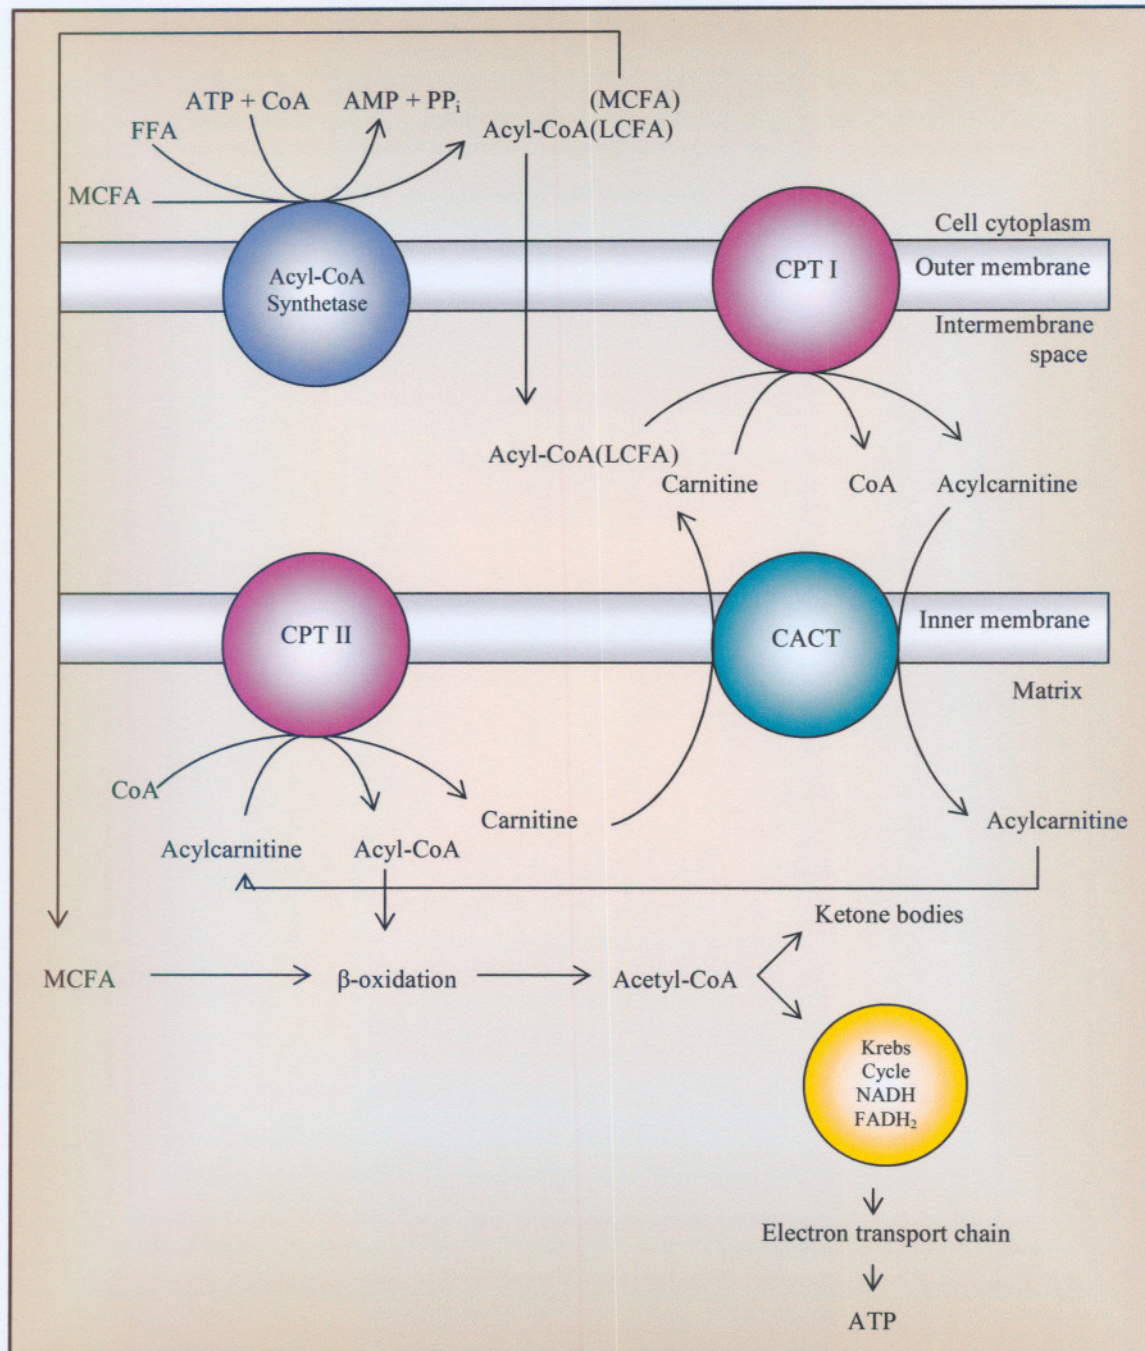 (MCFA)
ATP + CoA
AMP + PPi
FFA
Acyl-CoA(LCFA)
MCFA
Cell cytoplasm
Acyl-CoA
Synthetase
CPT I
Outer membrane
Intermembrane
space
Acyl-CoA(LCFA)
Carnitine
CoA
Acylcarnitine
CPT II
CACT
Inner membrane
Matrix
CoA
Carnitine
Acylcarnitine
Acylcarnitine
Acyl-CoA
Ketone bodies
MCFA
β-oxidation
Acetyl-CoA
Krebs
Cycle
NADH
FADH₂
Electron transport chain
ATP